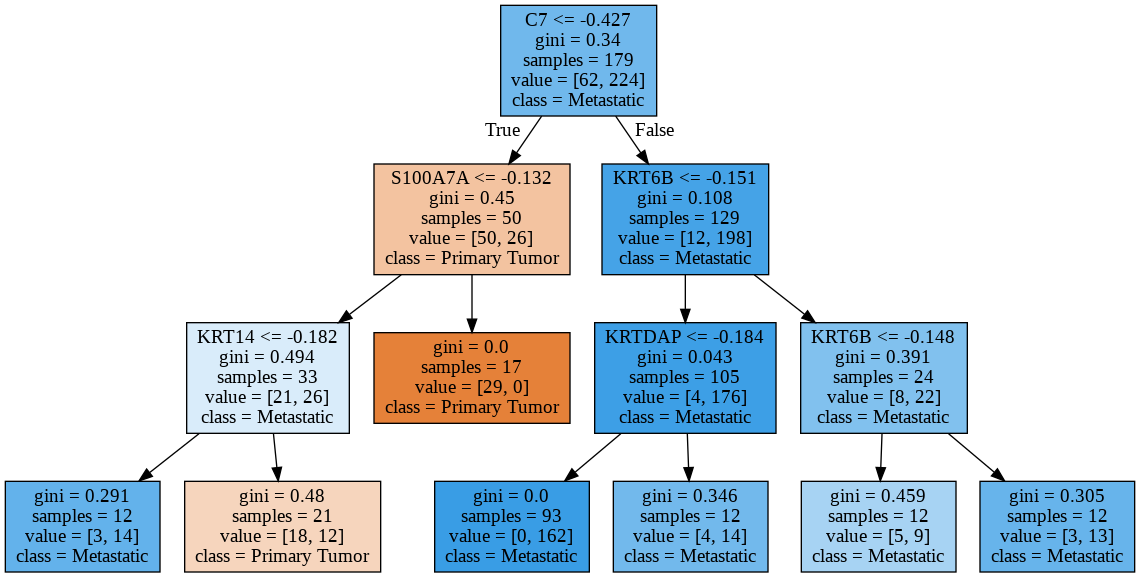 C7 <= -0.427
gini = 0.34
samples = 179
value = [62, 224]
class = Metastatic
True
False
S100A7A <= -0.132
gini = 0.45
samples = 50
value = [50, 26]
class = Primary Tumor
KRT6B <= -0.151
gini = 0.108
samples = 129
value = [12, 198]
class = Metastatic
KRT14 <= -0.182
gini = 0.494
samples = 33
value = [21, 26]
class = Metastatic
gini = 0.0
samples = 17
value = [29, 0]
class = Primary Tumor
KRTDAP <= -0.184
gini = 0.043
samples = 105
value = [4, 176]
class = Metastatic
KRT6B <= -0.148
gini = 0.391
samples = 24
value = [8, 22]
class = Metastatic
gini = 0.291
samples = 12
value = [3, 14]
class = Metastatic
gini = 0.48
samples = 21
value = [18, 12]
class = Primary Tumor
gini = 0.0
samples = 93
value = [0, 162]
class = Metastatic
gini = 0.346
samples = 12
value = [4, 14]
class = Metastatic
gini = 0.459
samples = 12
value = [5, 9]
class = Metastatic
gini = 0.305
samples = 12
value = [3, 13]
class = Metastatic